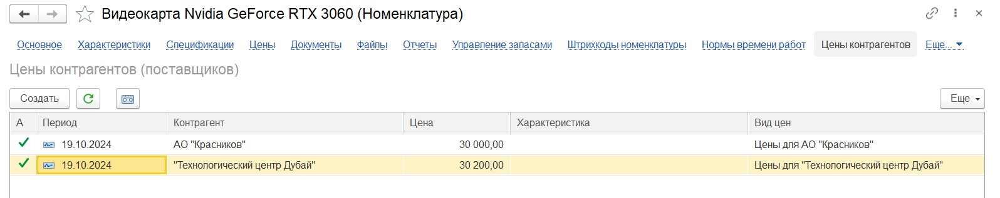 Видеокарта Nvidia GeForce RTX 3060 (Номенклатура)
Основное Характеристики Спецификации Цены Документы Файлы Отчеты Управление запасами Штрихкоды номенклатуры Нормы времени работ Цены контрагентов Еще...
Цены контрагентов (поставщиков)
Создать Еще
А Период Контрагент Цена Характеристика Вид цен
19.10.2024 АО "Красников" 30 000,00 Цены для АО "Красников"
19.10.2024 "Технологический центр Дубай" 30 200,00 Цены для "Технологический центр Дубай"